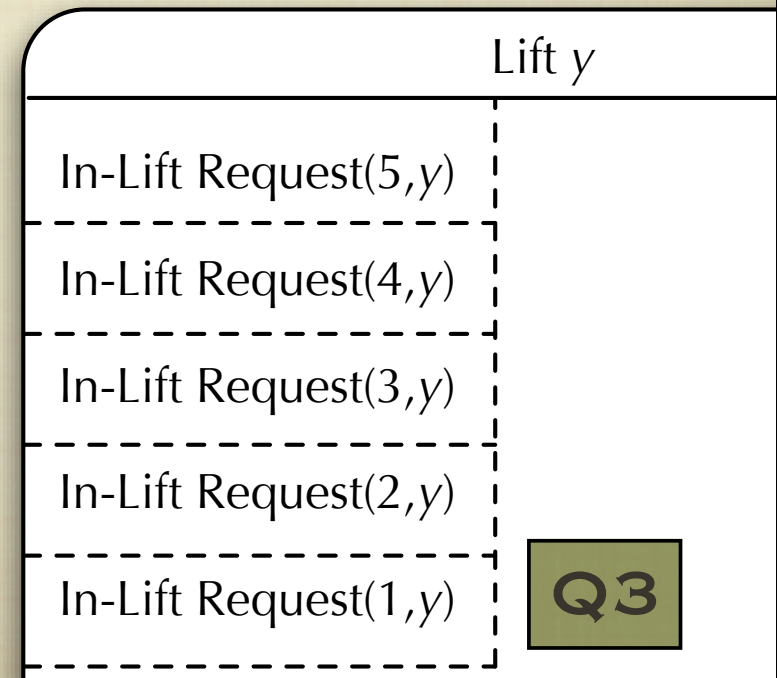 Lift y
In-Lift Request(5,y)
In-Lift Request(4,y)
In-Lift Request(3,y)
In-Lift Request(2,y)
In-Lift Request(1,y)
Q3